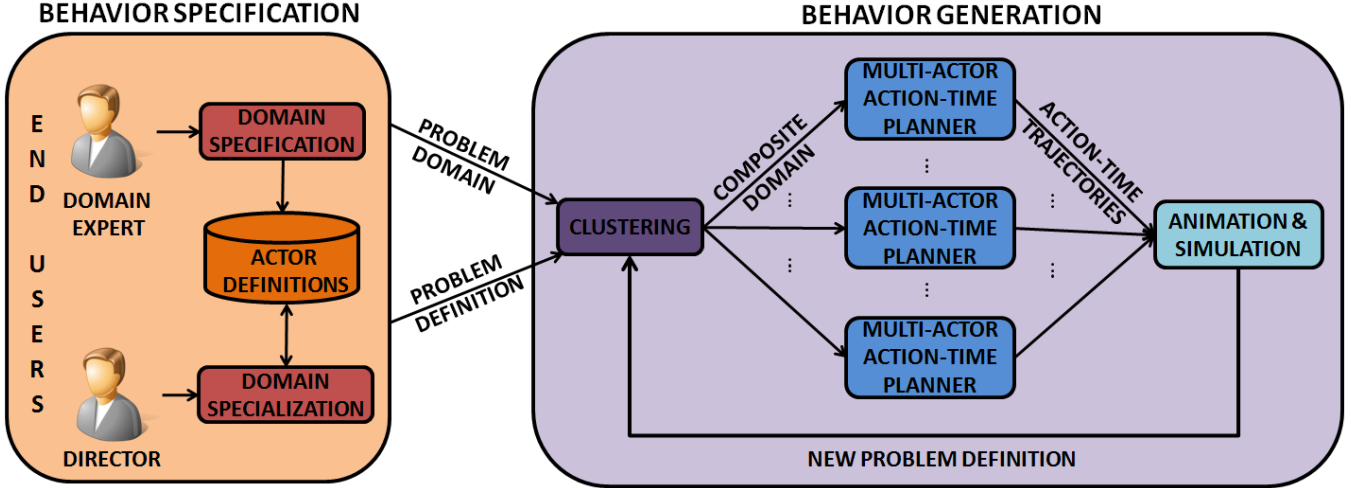 BEHAVIOR SPECIFICATION
END USERS
DOMAIN
EXPERT
DOMAIN
SPECIFICATION
ACTOR
DEFINITIONS
DOMAIN
SPECIALIZATION
DIRECTOR
PROBLEM
DOMAIN
PROBLEM
DEFINITION
BEHAVIOR GENERATION
CLUSTERING
COMPOSITE
DOMAIN
MULTI-ACTOR
ACTION-TIME
PLANNER
...
MULTI-ACTOR
ACTION-TIME
PLANNER
...
MULTI-ACTOR
ACTION-TIME
PLANNER
ACTION-TIME
TRAJECTORIES
ANIMATION &
SIMULATION
NEW PROBLEM DEFINITION